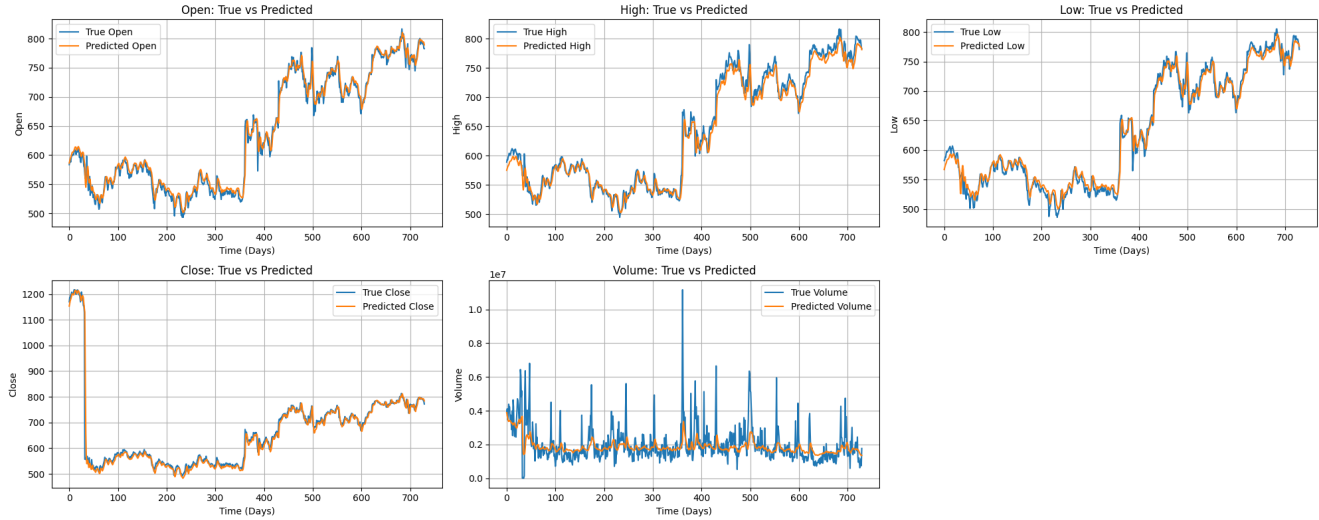 Open: True vs Predicted
True Open
Predicted Open
800
750
700
650
600
550
500
Open
0 100 200 300 400 500 600 700
Time (Days)
High: True vs Predicted
True High
Predicted High
800
750
700
650
600
550
500
High
0 100 200 300 400 500 600 700
Time (Days)
Low: True vs Predicted
True Low
Predicted Low
800
750
700
650
600
550
500
Low
0 100 200 300 400 500 600 700
Time (Days)
Close: True vs Predicted
True Close
Predicted Close
1200
1100
1000
900
800
700
600
500
Close
0 100 200 300 400 500 600 700
Time (Days)
Volume: True vs Predicted
1e7
True Volume
Predicted Volume
1.0
0.8
0.6
0.4
0.2
0.0
Volume
0 100 200 300 400 500 600 700
Time (Days)